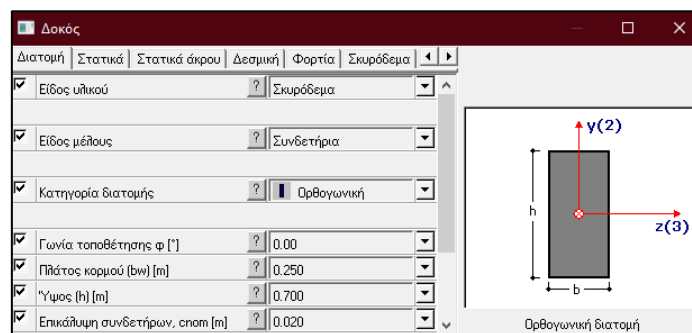 Δοκός
Διατομή Στατικά Στατικά άκρου Δεσμική Φορτία Σκυρόδεμα
Είδος υλικού ? Σκυρόδεμα
Είδος μέλους ? Συνδετήρια
Κατηγορία διατομής ? Ορθογωνική
Γωνία τοποθέτησης φ [°] ? 0.00
Πλάτος κορμού (bw) [m] ? 0.250
Ύψος (h) [m] ? 0.700
Επικάλυψη συνδετήρων, cnom [m] ? 0.020
y(2)
h
z(3)
b
Ορθογωνική διατομή